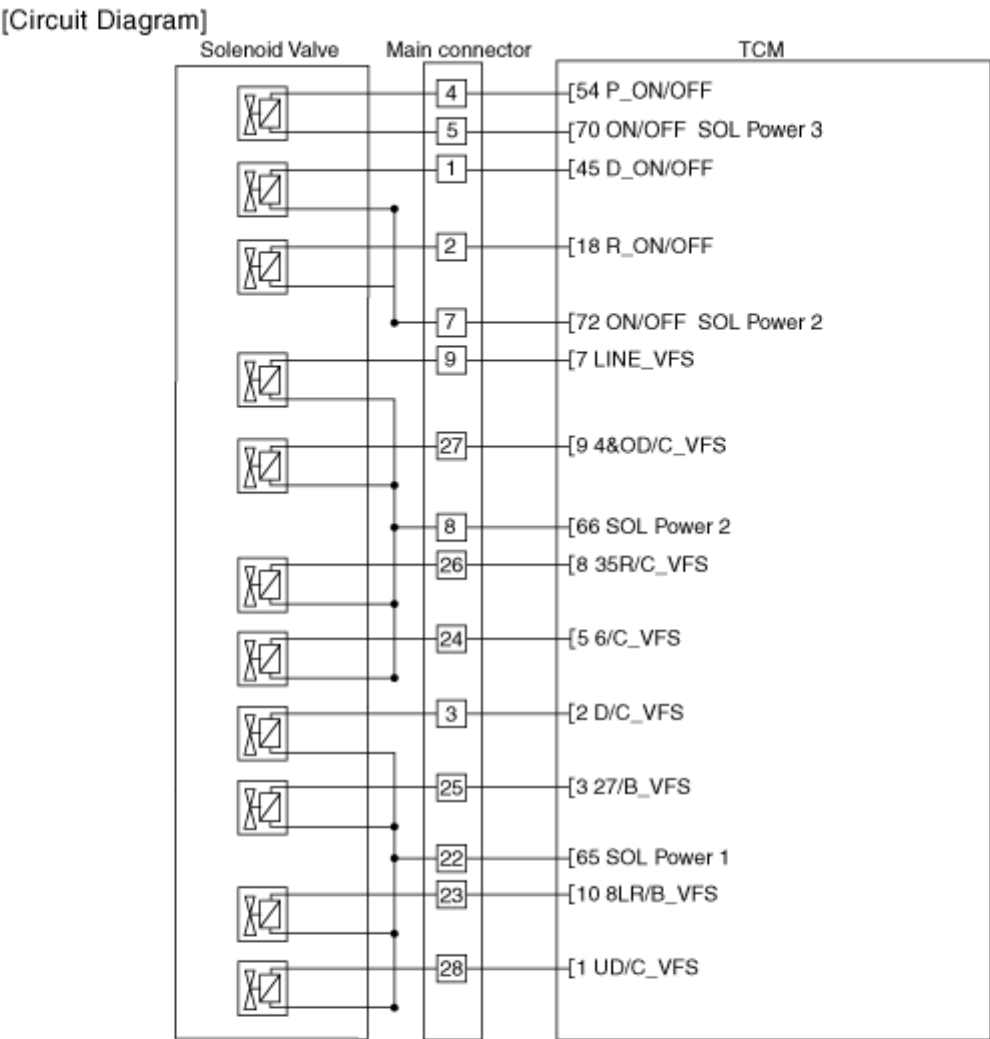 [Circuit Diagram]
Solenoid Valve Main connector TCM
4 [54 P_ON/OFF
5 [70 ON/OFF SOL Power 3
1 [45 D_ON/OFF
2 [18 R_ON/OFF
7 [72 ON/OFF SOL Power 2
9 [7 LINE_VFS
27 [9 4&OD/C_VFS
8 [66 SOL Power 2
26 [8 35R/C_VFS
24 [5 6/C_VFS
3 [2 D/C_VFS
25 [3 27/B_VFS
22 [65 SOL Power 1
23 [10 8LR/B_VFS
28 [1 UD/C_VFS